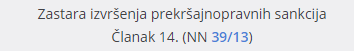 Zastara izvršenja prekršajnopravnih sankcija
Članak 14. (NN 39/13)